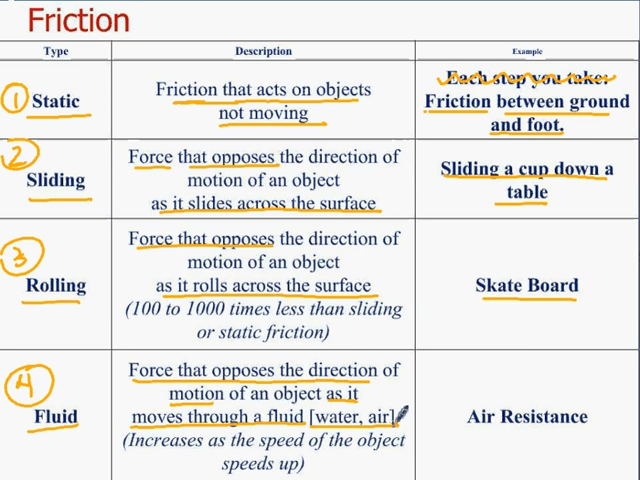 Friction
Type Description Example
1 Static
Friction that acts on objects
not moving
Each step you take:
Friction between ground
and foot.
2 Sliding
Force that opposes the direction of
motion of an object
as it slides across the surface
Sliding a cup down a
table
3 Rolling
Force that opposes the direction of
motion of an object
as it rolls across the surface
(100 to 1000 times less than sliding
or static friction)
Skate Board
4 Fluid
Force that opposes the direction of
motion of an object as it
moves through a fluid [water, air]
(Increases as the speed of the object
speeds up)
Air Resistance